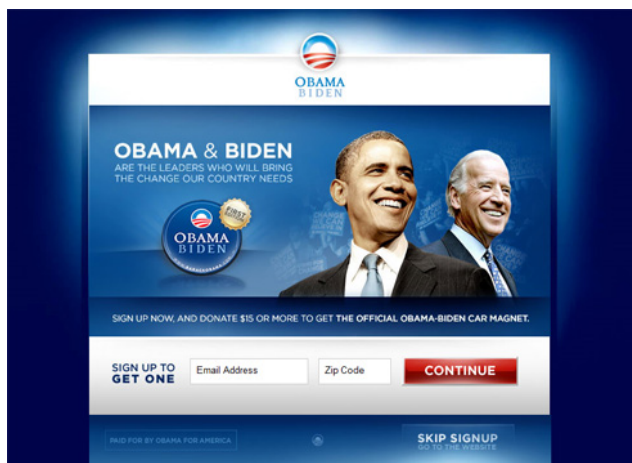 OBAMA
BIDEN
OBAMA & BIDEN
ARE THE LEADERS WHO WILL BRING
THE CHANGE OUR COUNTRY NEEDS
FIRST
OBAMA
BIDEN
SIGN UP NOW, AND DONATE $15 OR MORE TO GET THE OFFICIAL OBAMA-BIDEN CAR MAGNET.
SIGN UP TO
GET ONE
Email Address
Zip Code
CONTINUE
PAID FOR BY OBAMA FOR AMERICA
SKIP SIGNUP
GO TO THE WEBSITE